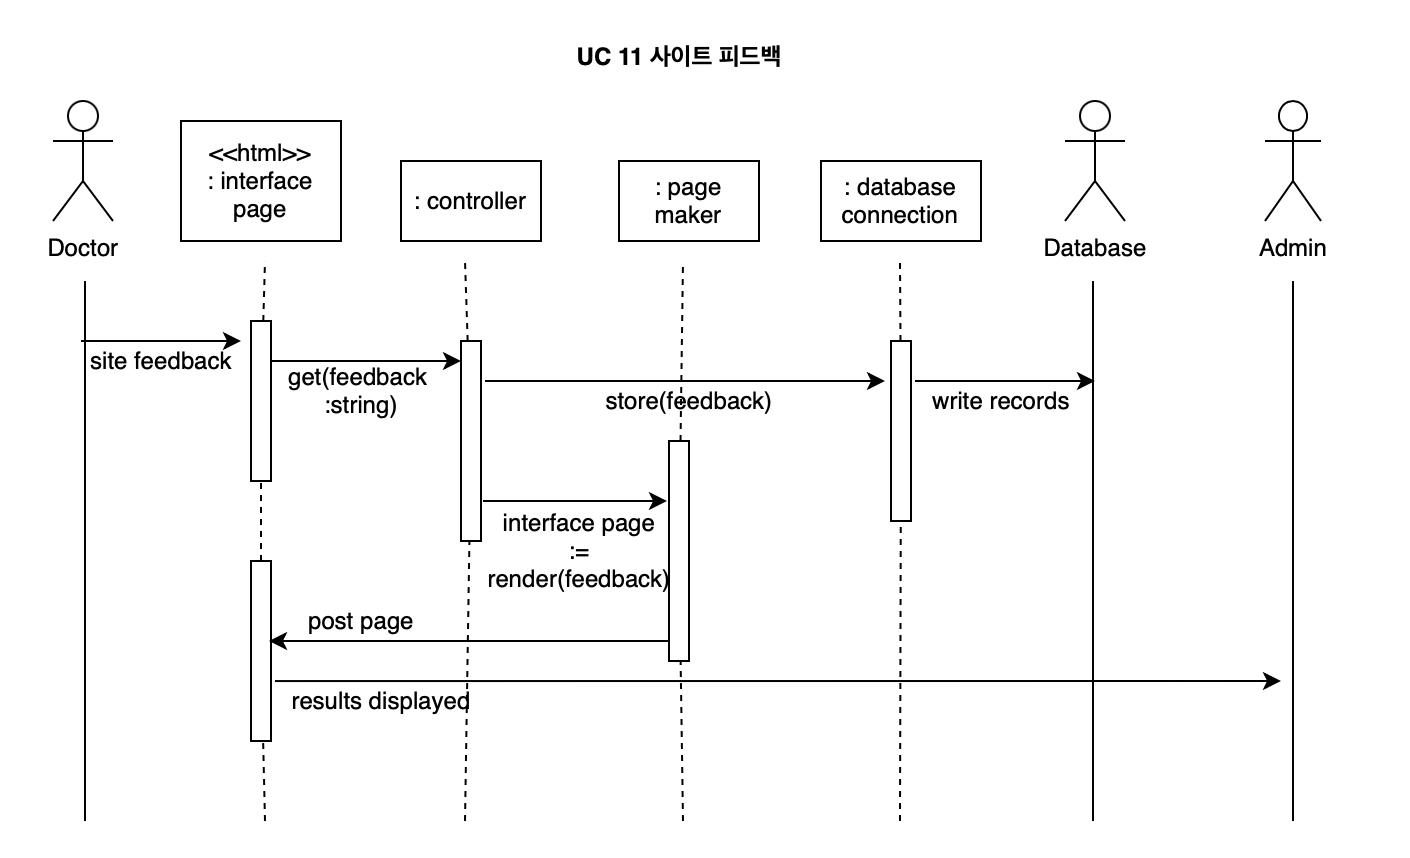 UC 11 사이트 피드백
Doctor
<<html>>
: interface
page
: controller
: page
maker
: database
connection
Database
Admin
site feedback
get(feedback
:string)
store(feedback)
write records
interface page
:=
render(feedback)
post page
results displayed